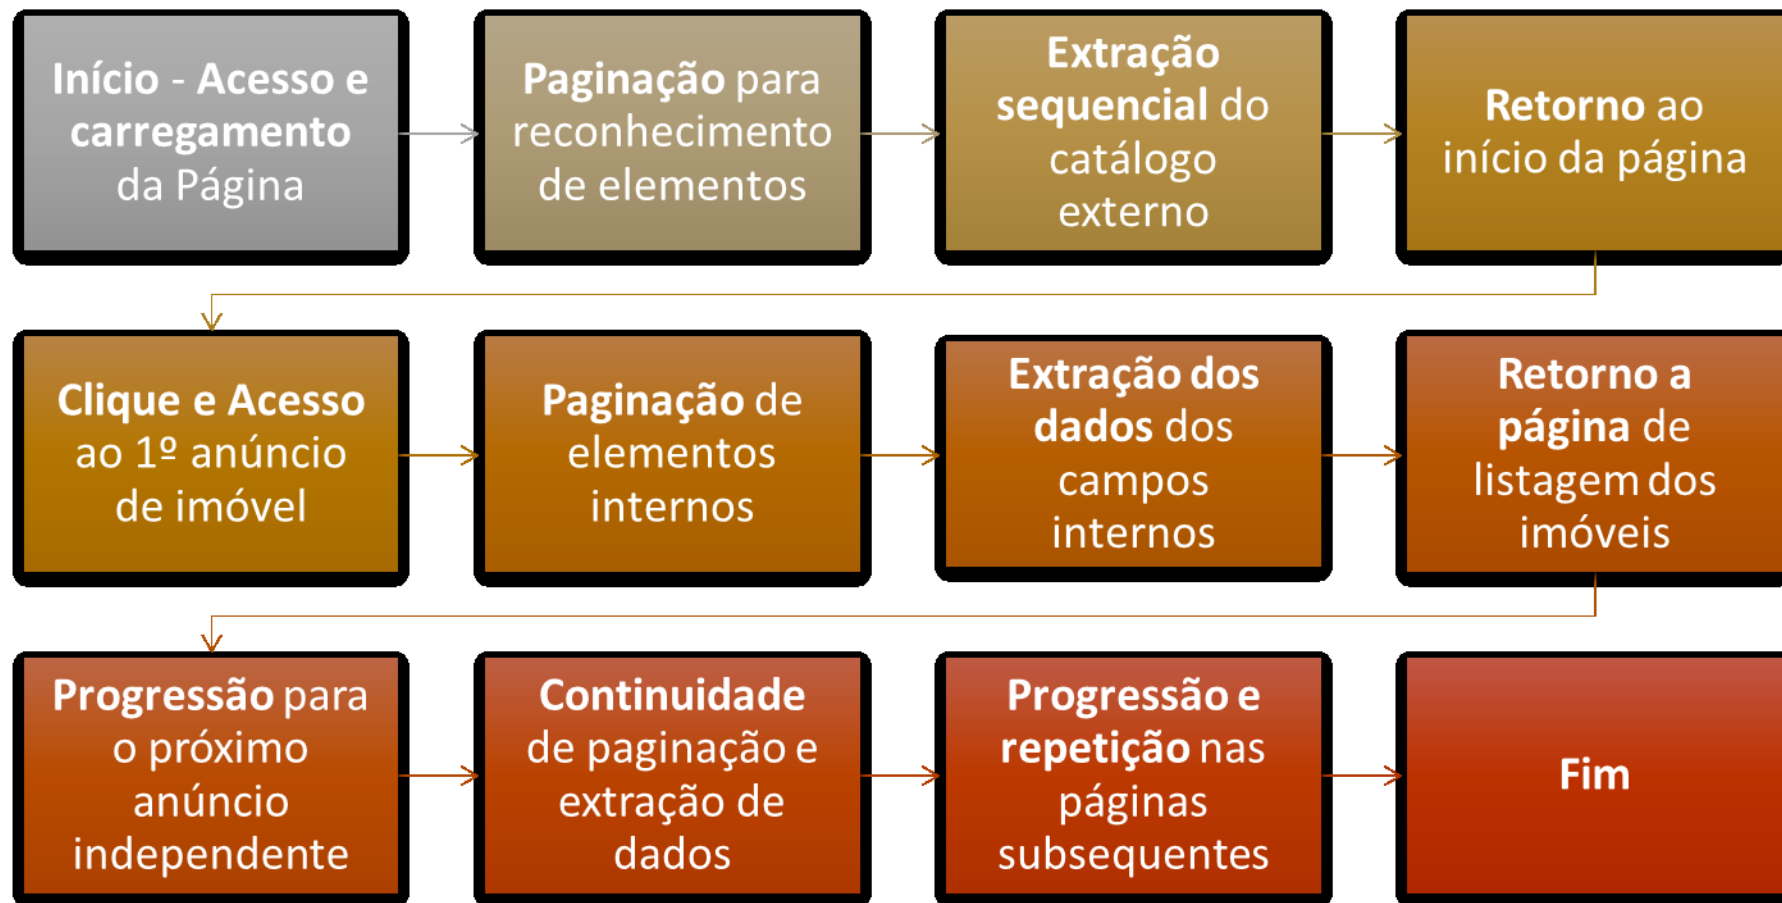 Início - Acesso e
carregamento
da Página
Paginação para
reconhecimento
de elementos
Extração
sequencial do
catálogo
externo
Retorno ao
início da página
Clique e Acesso
ao 1º anúncio
de imóvel
Paginação de
elementos
internos
Extração dos
dados dos
campos
internos
Retorno a
página de
listagem dos
imóveis
Progressão para
o próximo
anúncio
independente
Continuidade
de paginação e
extração de
dados
Progressão e
repetição nas
páginas
subsequentes
Fim